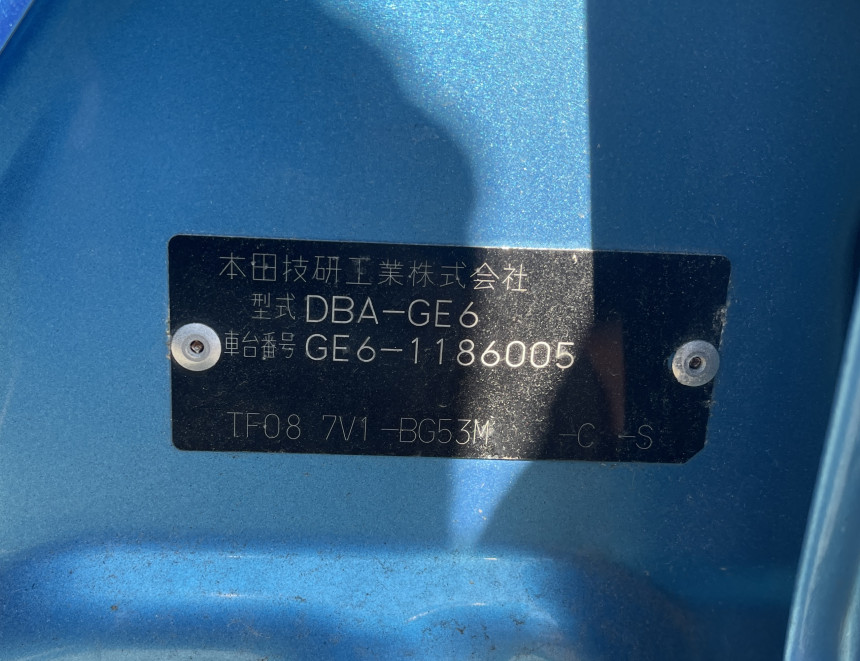 本田技研工業株式会社
型式 DBA-GE6
車台番号 GE6-1186005
TF08 7V1-BG53M -C -S